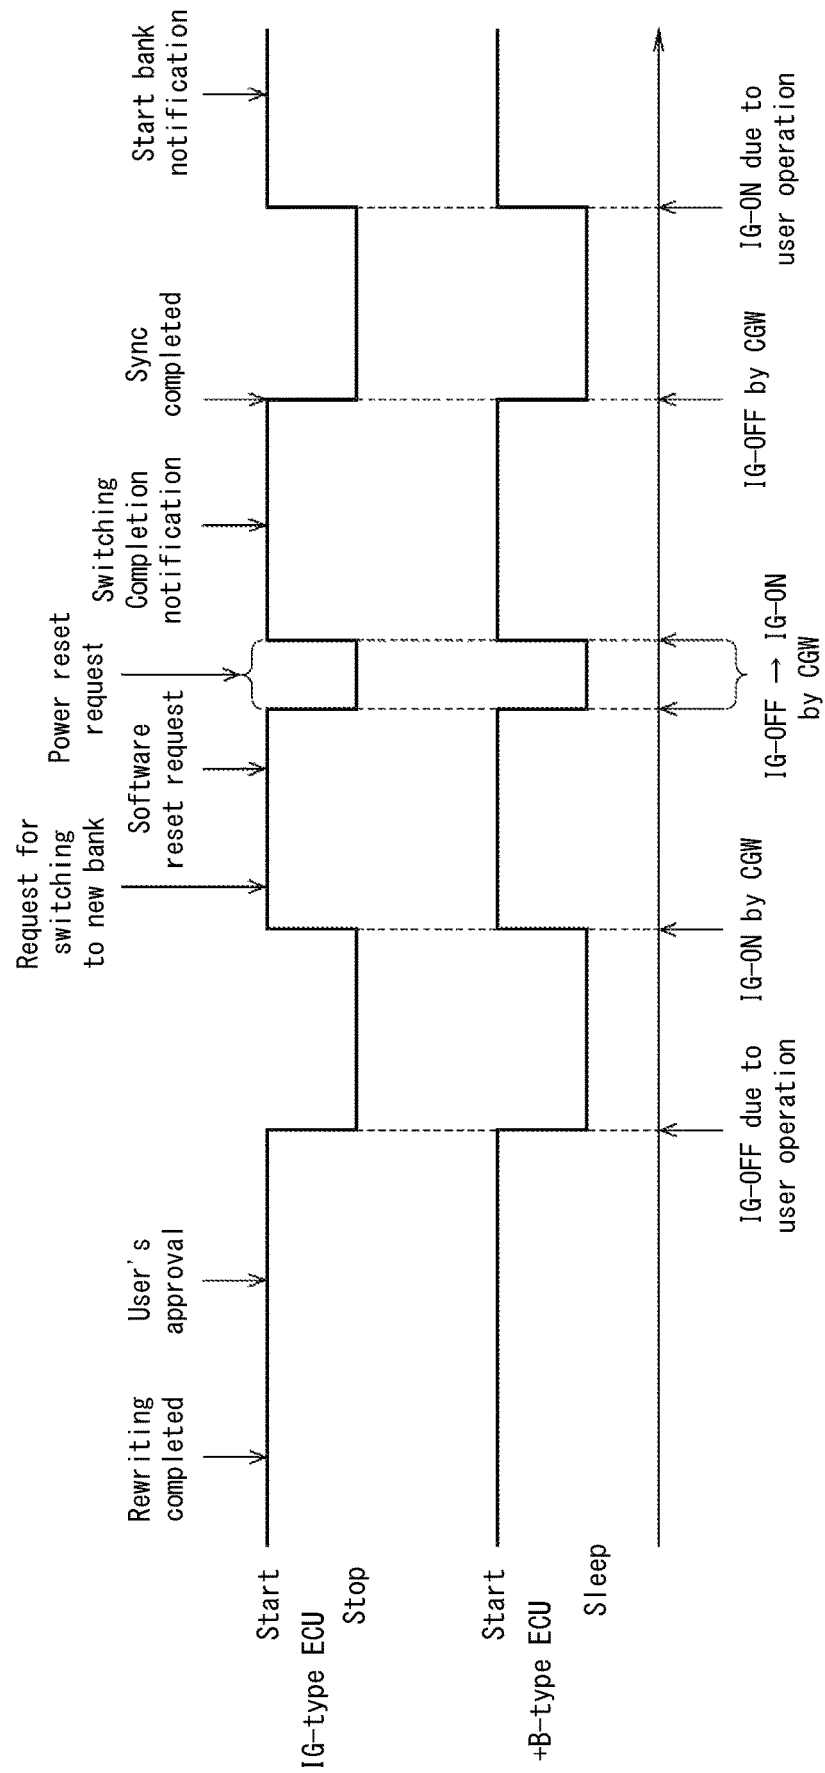 Rewriting
completed
User's
approval
Request for
switching
to new bank
Software
reset request
Power reset
request
Switching
Completion
notification
Sync
completed
Start bank
notification
Start
IG-type ECU
Stop
Start
+B-type ECU
Sleep
IG-OFF due to
user operation
IG-ON by CGW
IG-OFF → IG-ON
by CGW
IG-OFF by CGW
IG-ON due to
user operation